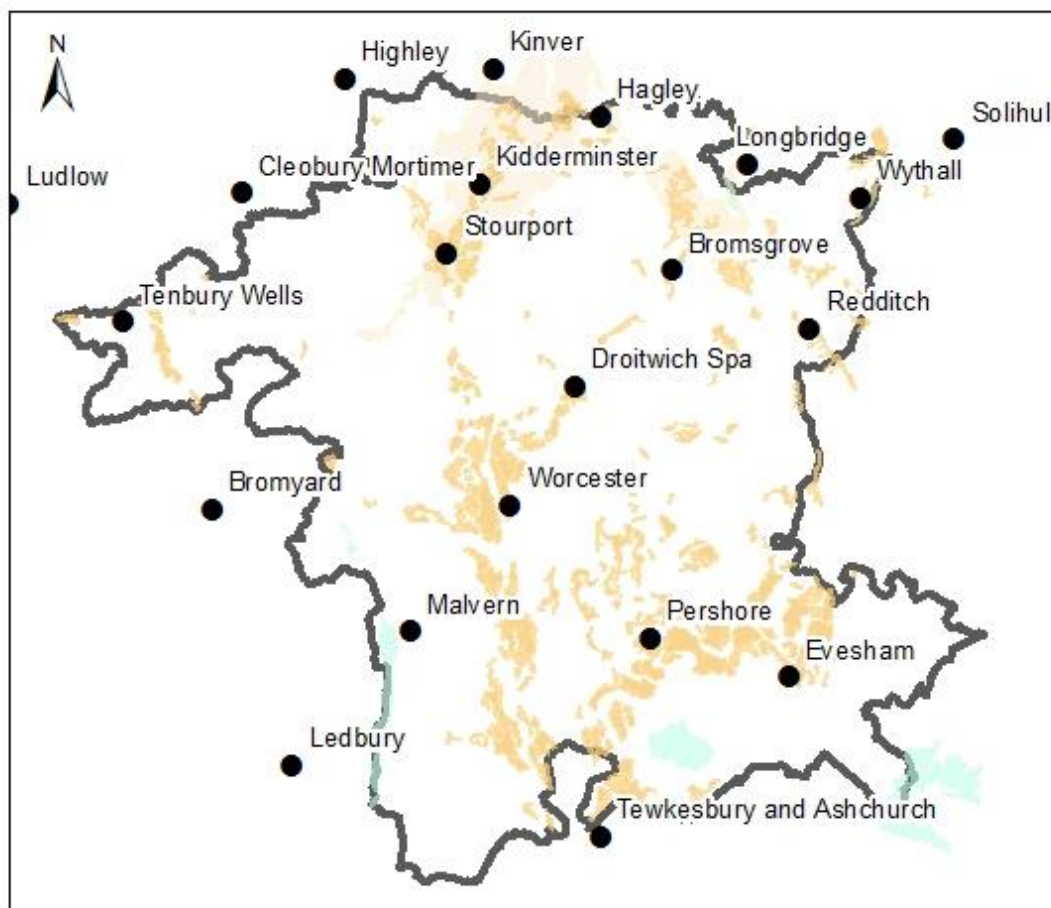 N
Kinver
Highley
Hagley
Solihul
Longbridge
Kidderminster
Cleobury Mortimer
Ludlow
Wythall
Stourport
Bromsgrove
Tenbury Wells
Redditch
Droitwich Spa
Bromyard
Worcester
Malvern
Pershore
Evesham
Ledbury
Tewkesbury and Ashchurch